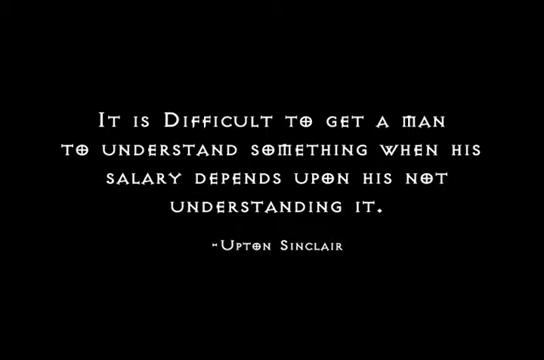 It is Difficult to get a man
to understand something when his
salary depends upon his not
understanding it.
-Upton Sinclair